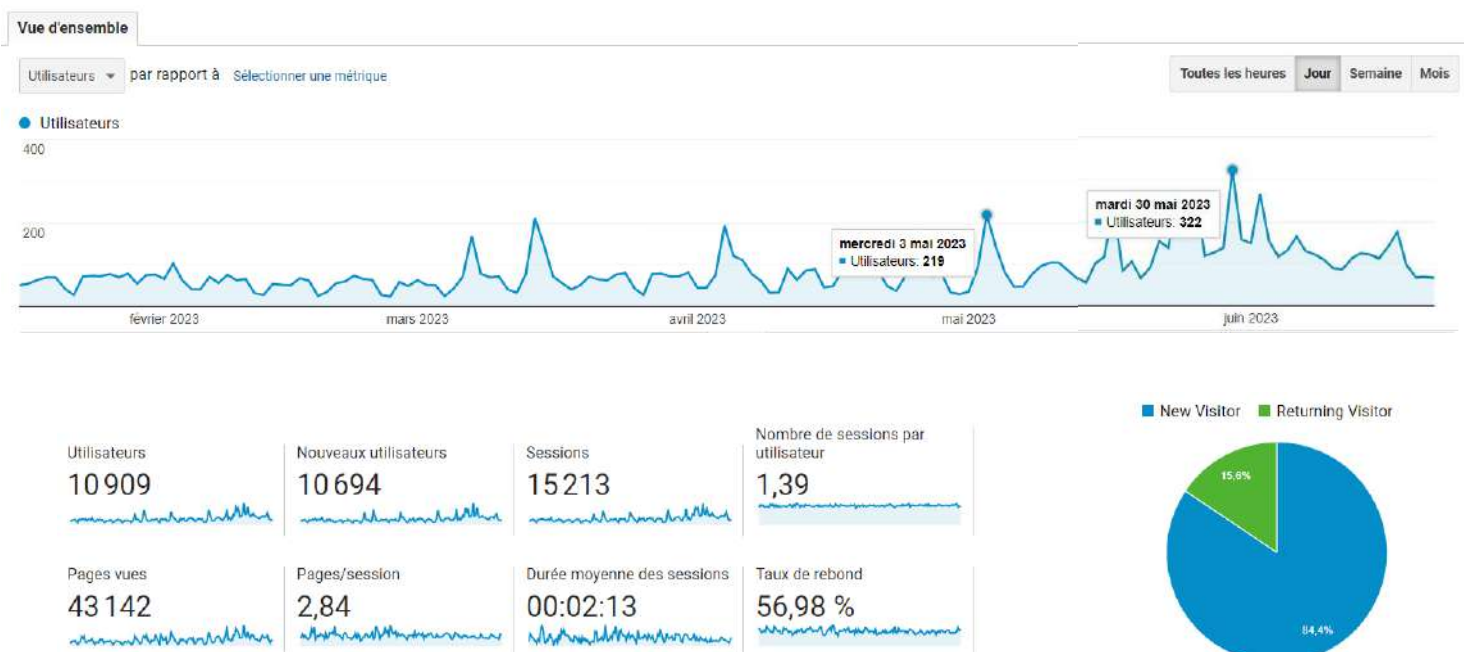 Vue d'ensemble
Utilisateurs par rapport à Sélectionner une métrique
Toutes les heures Jour Semaine Mois
Utilisateurs
400
200
mercredi 3 mai 2023
Utilisateurs: 219
mardi 30 mai 2023
Utilisateurs: 322
février 2023 mars 2023 avril 2023 mai 2023 juin 2023
New Visitor Returning Visitor
Utilisateurs
10 909
Nouveaux utilisateurs
10 694
Sessions
15 213
Nombre de sessions par
utilisateur
1,39
Pages vues
43 142
Pages/session
2,84
Durée moyenne des sessions
00:02:13
Taux de rebond
56,98 %
15,6%
84,4%